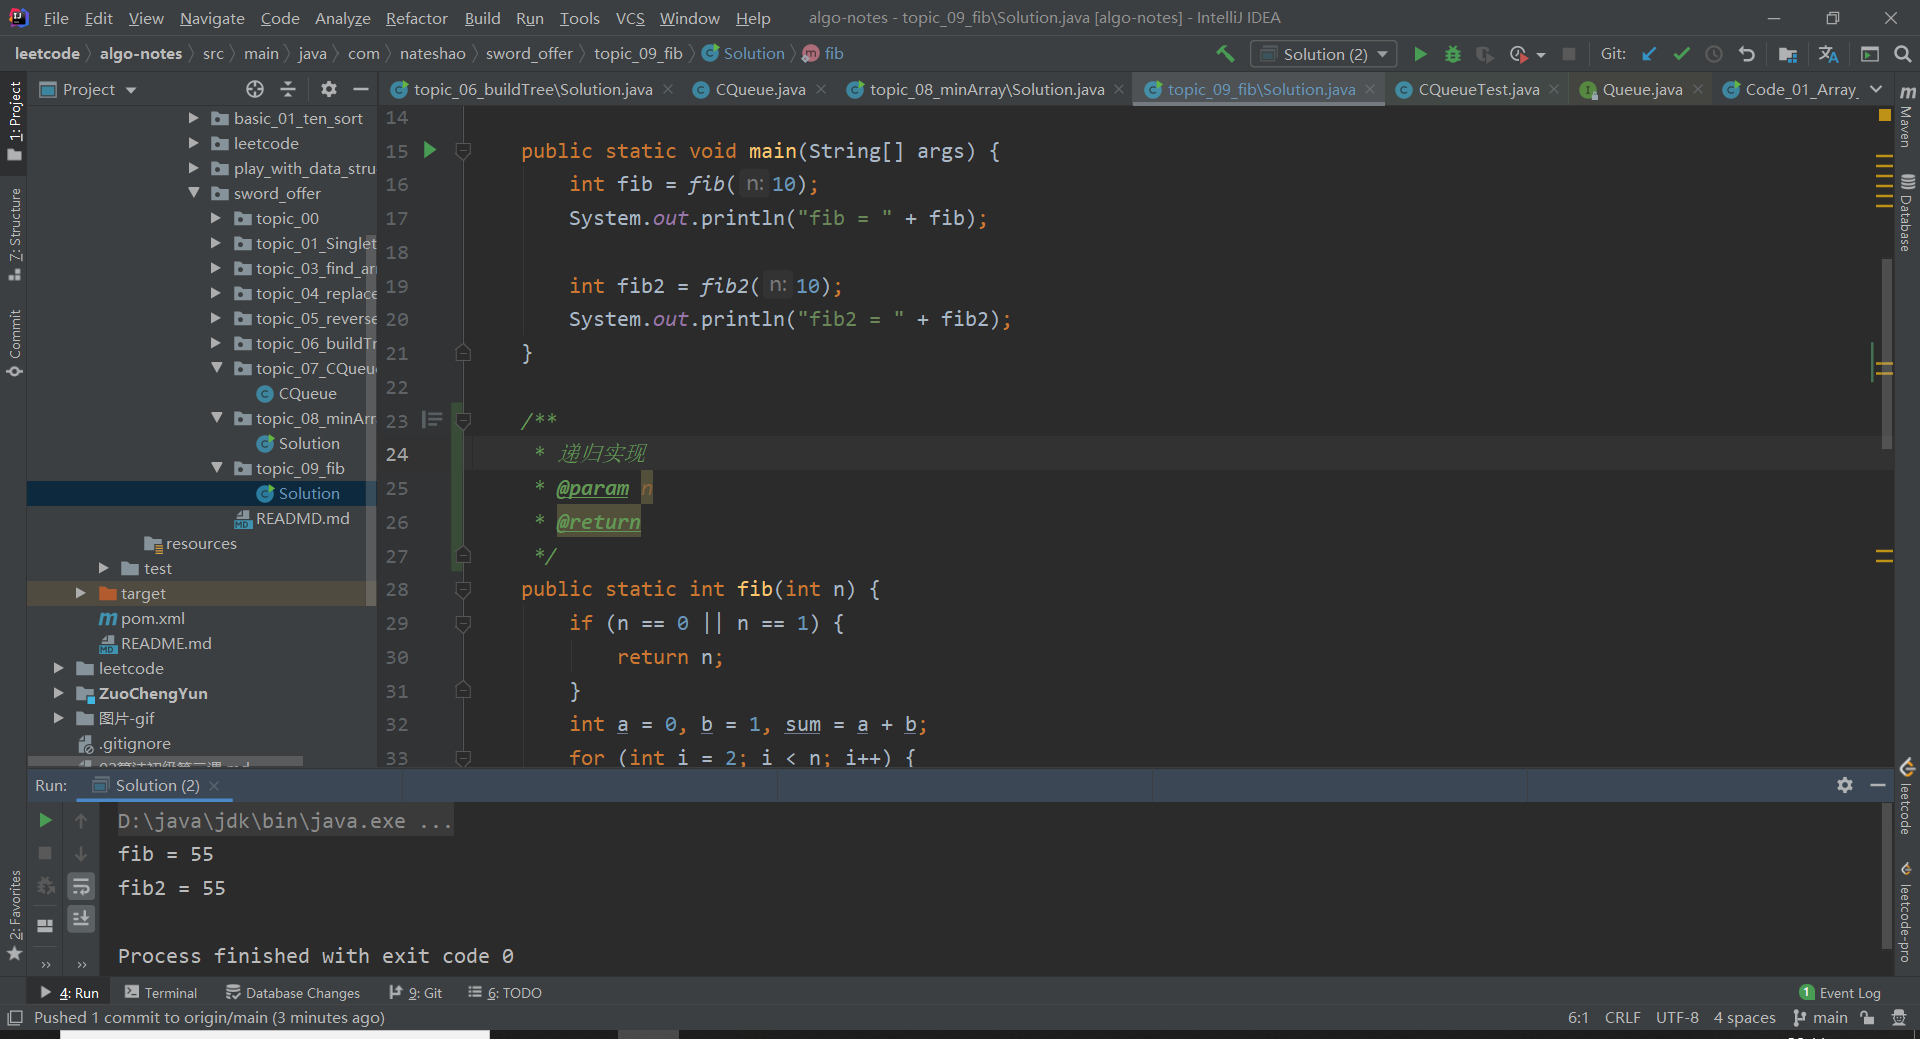 File Edit View Navigate Code Analyze Refactor Build Run Tools VCS Window Help algo-notes - topic_09_fib\Solution.java [algo-notes] - IntelliJ IDEA
leetcode algo-notes src main java com nateshao sword_offer topic_09_fib Solution fib Solution (2) Git:
Project
topic_06_buildTree\Solution.java CQueue.java topic_08_minArray\Solution.java topic_09_fib\Solution.java CQueueTest.java Queue.java Code_01_Array_
1: Project
7: Structure
Commit
2: Favorites
basic_01_ten_sort
leetcode
play_with_data_stru
sword_offer
topic_00
topic_01_Singlet
topic_03_find_arr
topic_04_replace
topic_05_reverse
topic_06_buildTr
topic_07_CQueu
CQueue
topic_08_minArr
Solution
topic_09_fib
Solution
READMD.md
resources
test
target
pom.xml
README.md
leetcode
ZuoChengYun
图片-gif
.gitignore
14
15 public static void main(String[] args) {
16 int fib = fib( n: 10);
17 System.out.println("fib = " + fib);
18
19 int fib2 = fib2( n: 10);
20 System.out.println("fib2 = " + fib2);
21 }
22
23 /**
24 * 递归实现
25 * @param n
26 * @return
27 */
28 public static int fib(int n) {
29 if (n == 0 || n == 1) {
30 return n;
31 }
32 int a = 0, b = 1, sum = a + b;
33 for (int i = 2; i < n; i++) {
Maven
Database
leetcode
leetcode-pro
Run: Solution (2)
D:\java\jdk\bin\java.exe ...
fib = 55
fib2 = 55
Process finished with exit code 0
4: Run Terminal Database Changes 9: Git 6: TODO 1 Event Log
Pushed 1 commit to origin/main (3 minutes ago) 6:1 CRLF UTF-8 4 spaces main